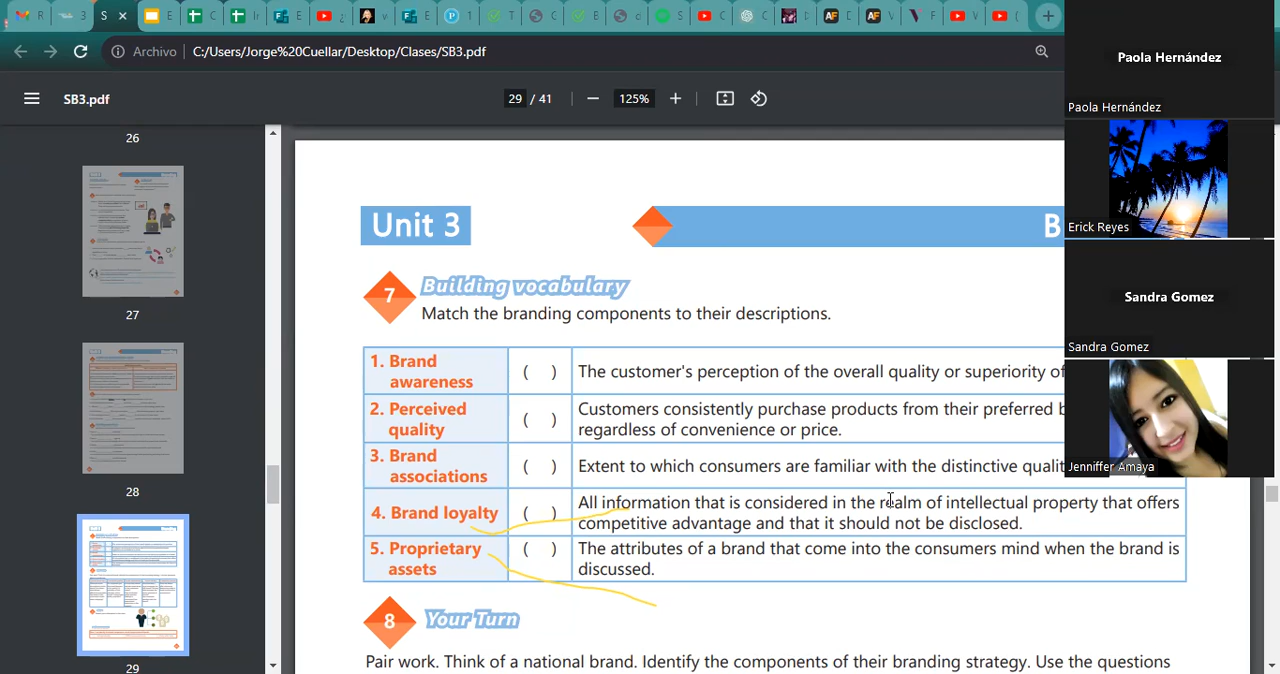 R
S
E
C
Ir
E
¿
v
E
1
T
C
B
d
S
C
C
D
D
V
F
V
(
Archivo C:/Users/Jorge%20Cuellar/Desktop/Clases/SB3.pdf
SB3.pdf 29 / 41 125%
26
27
28
29
Unit 3 B
7 Building vocabulary
Match the branding components to their descriptions.
1. Brand
awareness
( ) The customer's perception of the overall quality or superiority of
2. Perceived
quality
( ) Customers consistently purchase products from their preferred b
regardless of convenience or price.
3. Brand
associations
( ) Extent to which consumers are familiar with the distinctive qualit
4. Brand loyalty
( ) All information that is considered in the realm of intellectual property that offers
competitive advantage and that it should not be disclosed.
5. Proprietary
assets
( ) The attributes of a brand that come into the consumers mind when the brand is
discussed.
8 Your Turn
Pair work. Think of a national brand. Identify the components of their branding strategy. Use the questions
Paola Hernández
Paola Hernández
Erick Reyes
Sandra Gomez
Sandra Gomez
Jenniffer Amaya